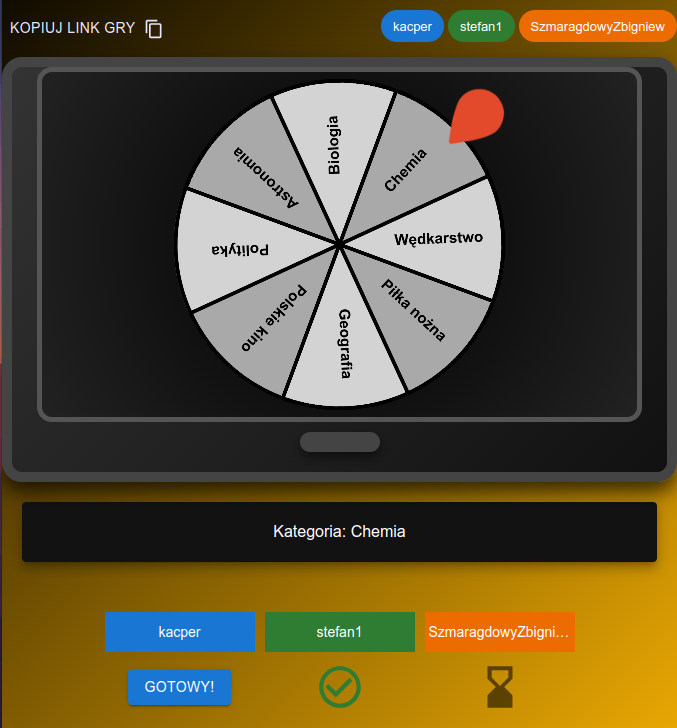 KOPIUJ LINK GRY
kacper
stefan1
SzmaragdowyZbigniew
Biologia
Chemia
Wędkarstwo
Piłka nożna
Geografia
Polskie kino
Polityka
Astronomia
Kategoria: Chemia
kacper
stefan1
SzmaragdowyZbigni...
GOTOWY!